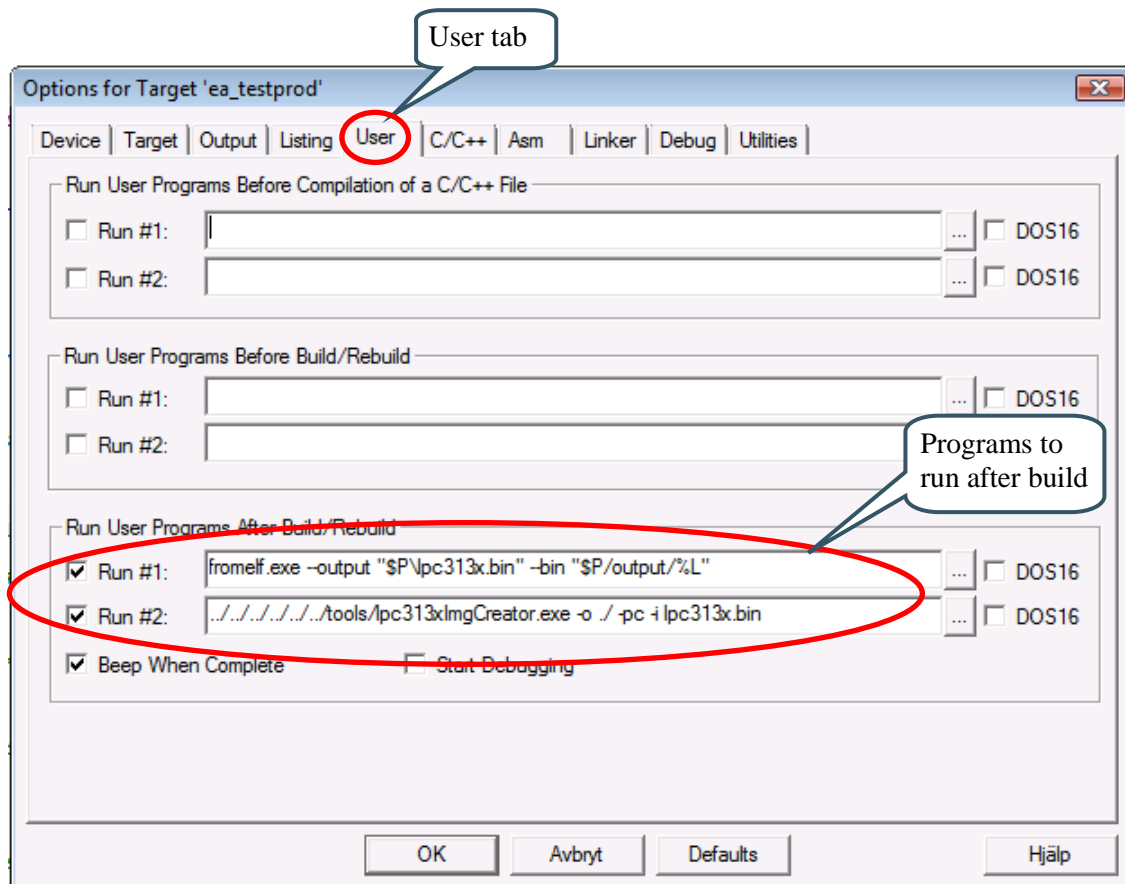 User tab
Options for Target 'ea_testprod'
Device Target Output Listing User C/C++ Asm Linker Debug Utilities
Run User Programs Before Compilation of a C/C++ File
Run #1: ... DOS16
Run #2: ... DOS16
Run User Programs Before Build/Rebuild
Run #1: ... DOS16
Run #2:
Programs to
run after build
Run User Programs After Build/Rebuild
Run #1: fromelf.exe --output "$P\lpc313x.bin" --bin "$P/output/%L" ... DOS16
Run #2: ../../../../../../tools/lpc313xImgCreator.exe -o ./ -pc -i lpc313x.bin ... DOS16
Beep When Complete Start Debugging
OK Avbryt Defaults Hjälp